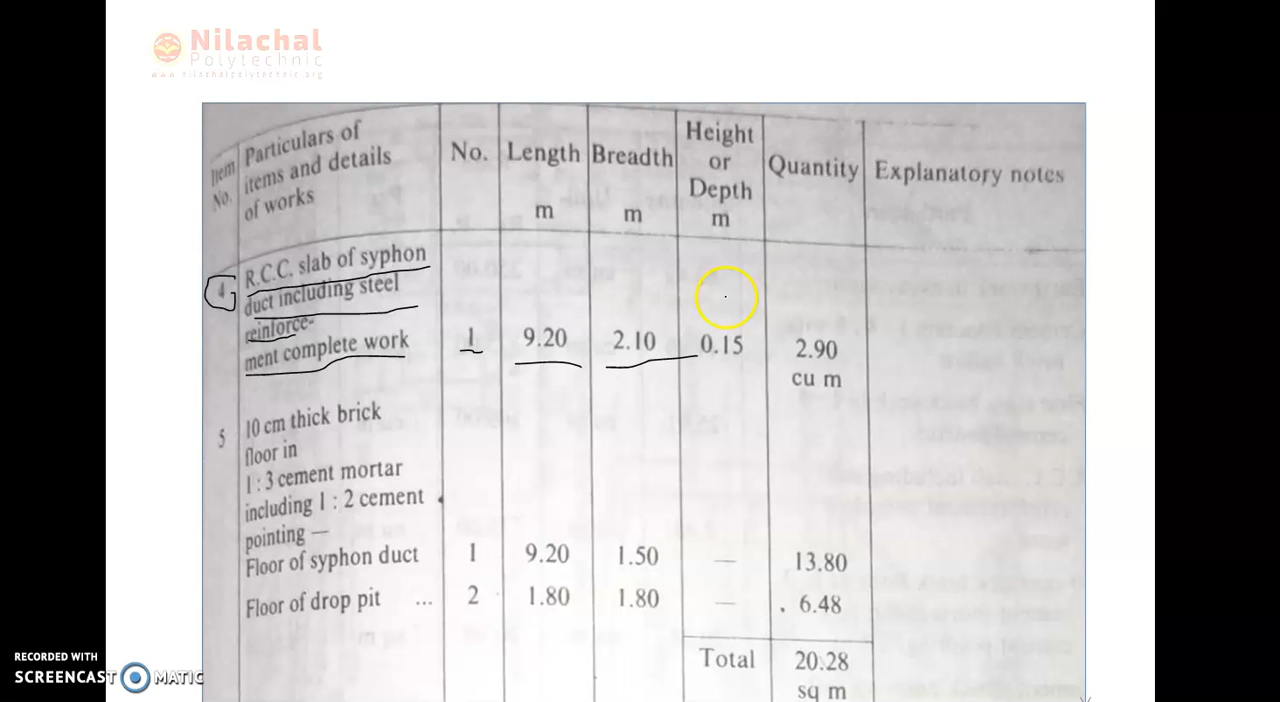 Nilachal
Polytechnic
www.nilachalpolytechnic.org
Item No. Particulars of items and details of works No. Length m Breadth m Height or Depth m Quantity Explanatory notes
4 R.C.C. slab of syphon
duct including steel
reinforce-
ment complete work 1 9.20 2.10 0.15 2.90
cu m
5 10 cm thick brick
floor in
1 : 3 cement mortar
including 1 : 2 cement
pointing —
Floor of syphon duct 1 9.20 1.50 — 13.80
Floor of drop pit ... 2 1.80 1.80 — 6.48
Total 20.28
sq m
RECORDED WITH
SCREENCAST MATIC